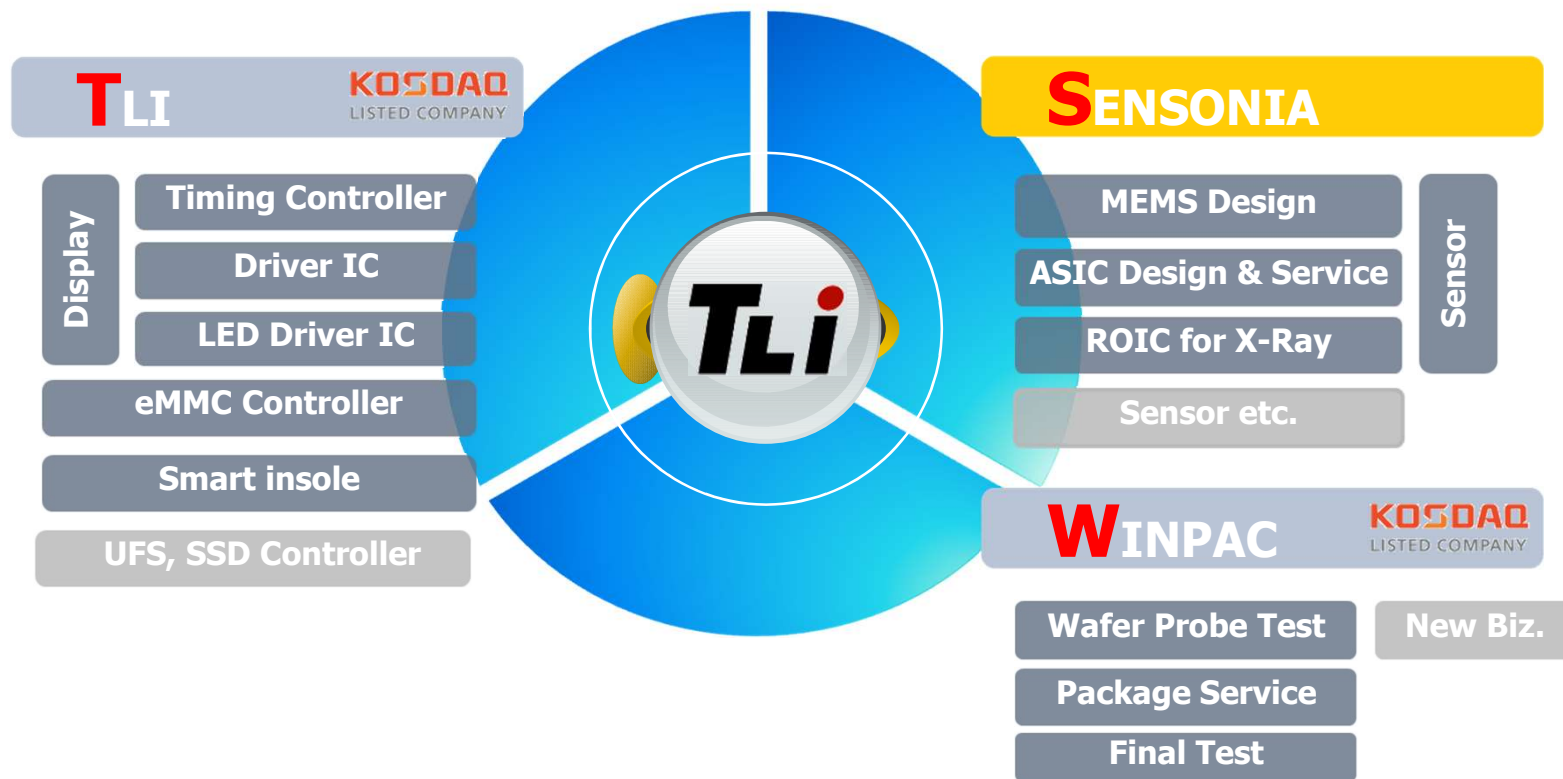 TLI
KOSDAQ
LISTED COMPANY
Display
Timing Controller
Driver IC
LED Driver IC
eMMC Controller
Smart insole
UFS, SSD Controller
TLi
SENSONIA
MEMS Design
ASIC Design & Service
ROIC for X-Ray
Sensor
Sensor etc.
WINPAC
KOSDAQ
LISTED COMPANY
Wafer Probe Test
New Biz.
Package Service
Final Test